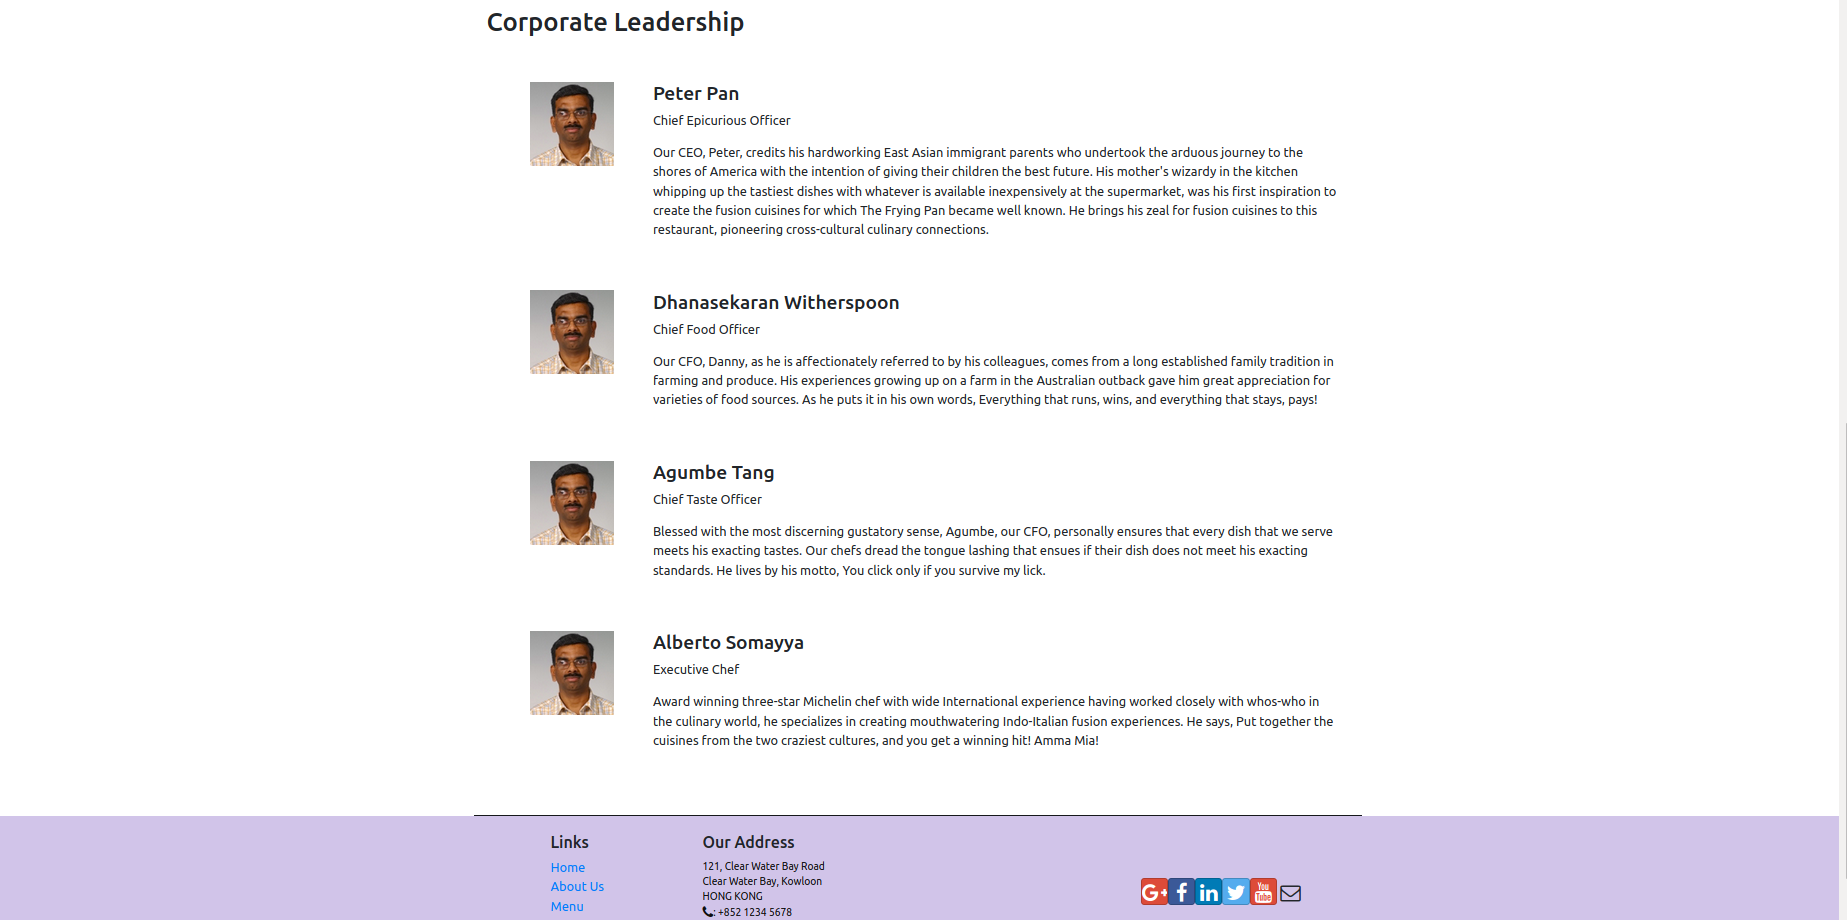 Corporate Leadership
Peter Pan
Chief Epicurious Officer
Our CEO, Peter, credits his hardworking East Asian immigrant parents who undertook the arduous journey to the
shores of America with the intention of giving their children the best future. His mother's wizardy in the kitchen
whipping up the tastiest dishes with whatever is available inexpensively at the supermarket, was his first inspiration to
create the fusion cuisines for which The Frying Pan became well known. He brings his zeal for fusion cuisines to this
restaurant, pioneering cross-cultural culinary connections.
Dhanasekaran Witherspoon
Chief Food Officer
Our CFO, Danny, as he is affectionately referred to by his colleagues, comes from a long established family tradition in
farming and produce. His experiences growing up on a farm in the Australian outback gave him great appreciation for
varieties of food sources. As he puts it in his own words, Everything that runs, wins, and everything that stays, pays!
Agumbe Tang
Chief Taste Officer
Blessed with the most discerning gustatory sense, Agumbe, our CFO, personally ensures that every dish that we serve
meets his exacting tastes. Our chefs dread the tongue lashing that ensues if their dish does not meet his exacting
standards. He lives by his motto, You click only if you survive my lick.
Alberto Somayya
Executive Chef
Award winning three-star Michelin chef with wide International experience having worked closely with whos-who in
the culinary world, he specializes in creating mouthwatering Indo-Italian fusion experiences. He says, Put together the
cuisines from the two craziest cultures, and you get a winning hit! Amma Mia!
Links
Home
About Us
Menu
Our Address
121, Clear Water Bay Road
Clear Water Bay, Kowloon
HONG KONG
: +852 1234 5678
G+ f in You Tube